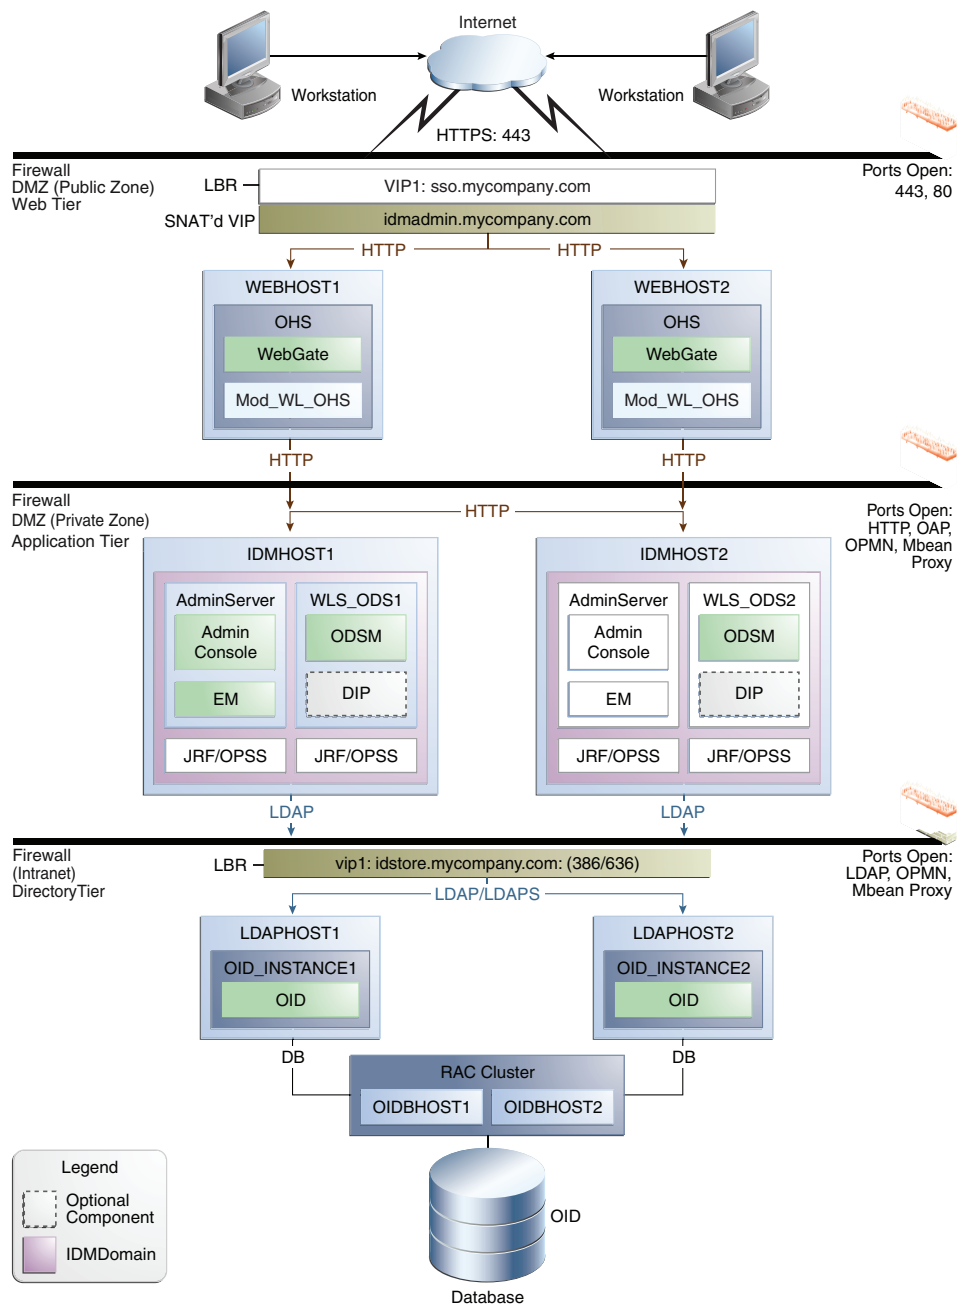 Internet
Workstation
Workstation
HTTPS: 443
Firewall
DMZ (Public Zone)
Web Tier
Ports Open:
443, 80
LBR
VIP1: sso.mycompany.com
SNAT'd VIP
idmadmin.mycompany.com
HTTP
HTTP
WEBHOST1
OHS
WebGate
Mod_WL_OHS
WEBHOST2
OHS
WebGate
Mod_WL_OHS
HTTP
HTTP
Firewall
DMZ (Private Zone)
Application Tier
Ports Open:
HTTP, OAP,
OPMN, Mbean
Proxy
HTTP
IDMHOST1
AdminServer
Admin
Console
EM
WLS_ODS1
ODSM
DIP
JRF/OPSS
JRF/OPSS
IDMHOST2
AdminServer
Admin
Console
EM
WLS_ODS2
ODSM
DIP
JRF/OPSS
JRF/OPSS
LDAP
LDAP
Firewall
(Intranet)
DirectoryTier
Ports Open:
LDAP, OPMN,
Mbean Proxy
LBR
vip1: idstore.mycompany.com: (386/636)
LDAP/LDAPS
LDAPHOST1
OID_INSTANCE1
OID
LDAPHOST2
OID_INSTANCE2
OID
DB
DB
RAC Cluster
OIDBHOST1
OIDBHOST2
OID
Database
Legend
Optional
Component
IDMDomain